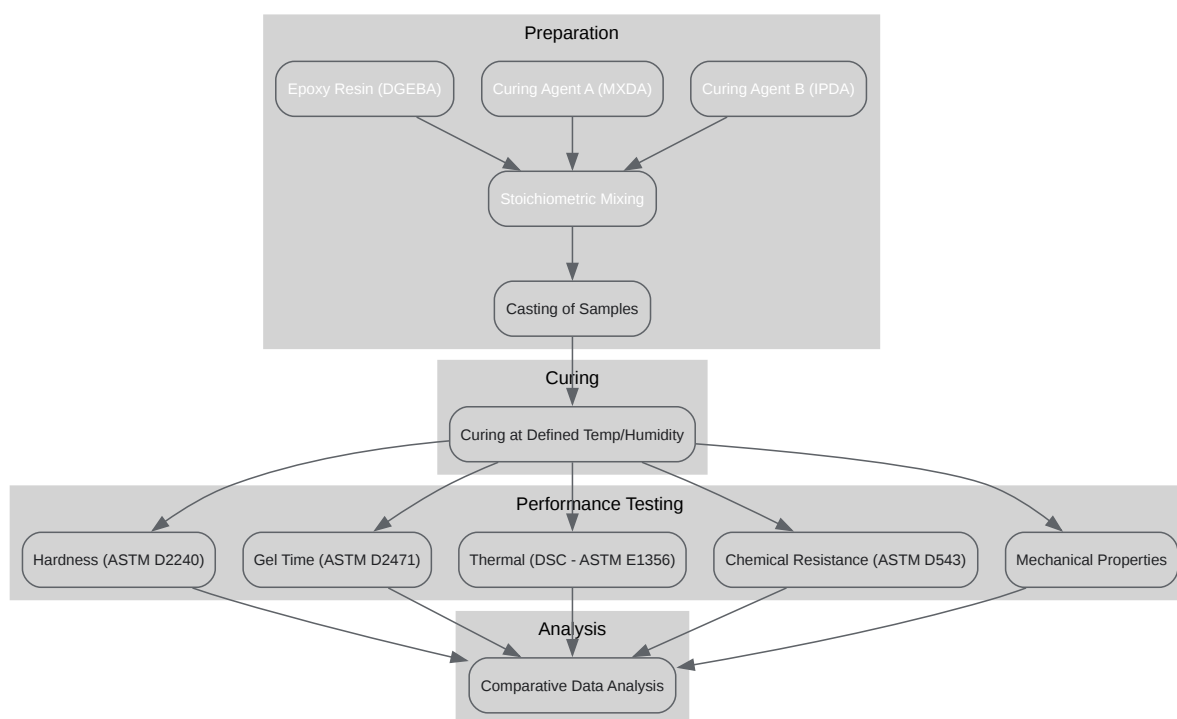 Preparation
Epoxy Resin (DGEBA)
Curing Agent A (MXDA)
Curing Agent B (IPDA)
Stoichiometric Mixing
Casting of Samples
Curing
Curing at Defined Temp/Humidity
Performance Testing
Hardness (ASTM D2240)
Gel Time (ASTM D2471)
Thermal (DSC - ASTM E1356)
Chemical Resistance (ASTM D543)
Mechanical Properties
Analysis
Comparative Data Analysis